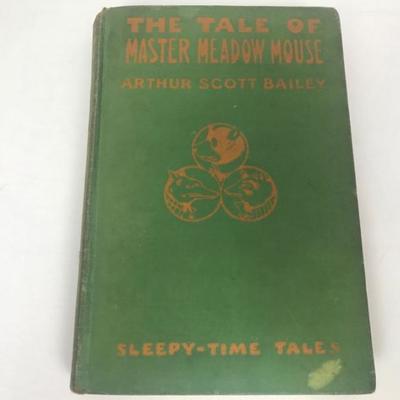 THE TALE OF
MASTER MEADOW MOUSE
ARTHUR SCOTT BAILEY
SLEEPY-TIME TALES